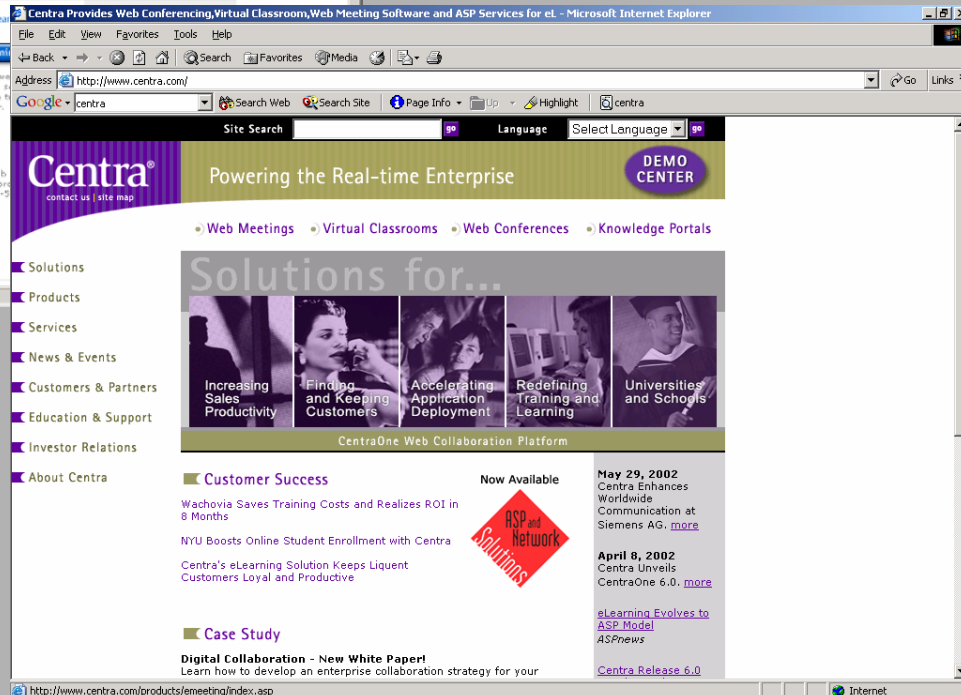 Centra Provides Web Conferencing,Virtual Classroom,Web Meeting Software and ASP Services for eL - Microsoft Internet Explorer
File Edit View Favorites Tools Help
Back Search Favorites Media
Address http://www.centra.com/ Go Links
Google centra Search Web Search Site Page Info Up Highlight centra
Site Search go Language Select Language go
Centra®
contact us | site map
Powering the Real-time Enterprise
DEMO
CENTER
Web Meetings Virtual Classrooms Web Conferences Knowledge Portals
Solutions
Products
Services
News & Events
Customers & Partners
Education & Support
Investor Relations
About Centra
Solutions for...
Increasing
Sales
Productivity
Finding
and Keeping
Customers
Accelerating
Application
Deployment
Redefining
Training and
Learning
Universities
and Schools
CentraOne Web Collaboration Platform
Customer Success
Wachovia Saves Training Costs and Realizes ROI in
8 Months
NYU Boosts Online Student Enrollment with Centra
Centra's eLearning Solution Keeps Liquent
Customers Loyal and Productive
Now Available
ASP and
Network
Solutions
Case Study
Digital Collaboration - New White Paper!
Learn how to develop an enterprise collaboration strategy for your
May 29, 2002
Centra Enhances
Worldwide
Communication at
Siemens AG. more
April 8, 2002
Centra Unveils
CentraOne 6.0. more
eLearning Evolves to
ASP Model
ASPnews
Centra Release 6.0
http://www.centra.com/products/emeeting/index.asp
Internet